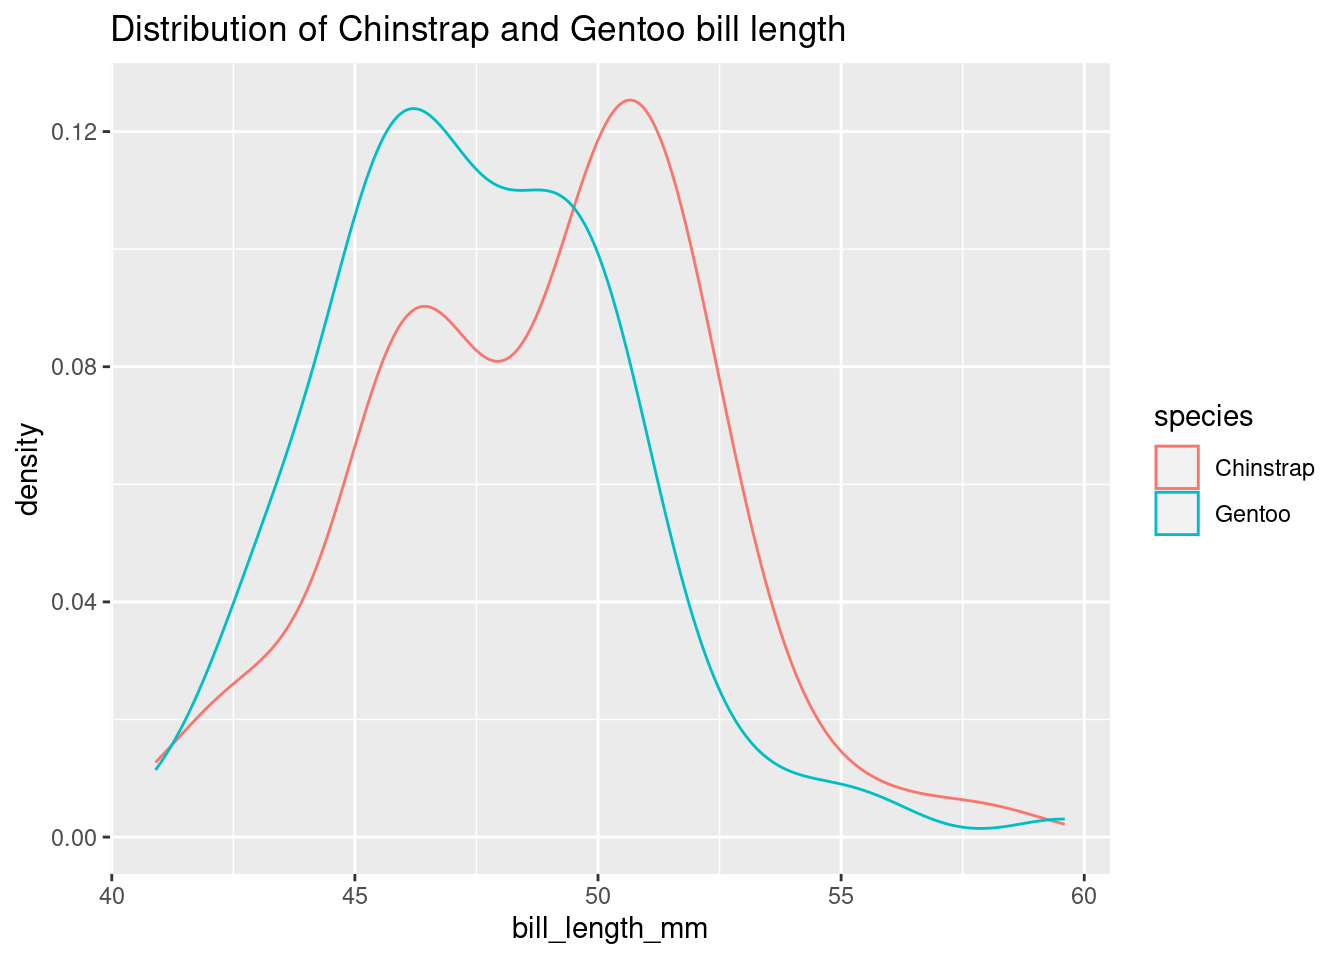 Distribution of Chinstrap and Gentoo bill length
0.12
0.08
0.04
0.00
density
40 45 50 55 60
bill_length_mm
species
Chinstrap
Gentoo